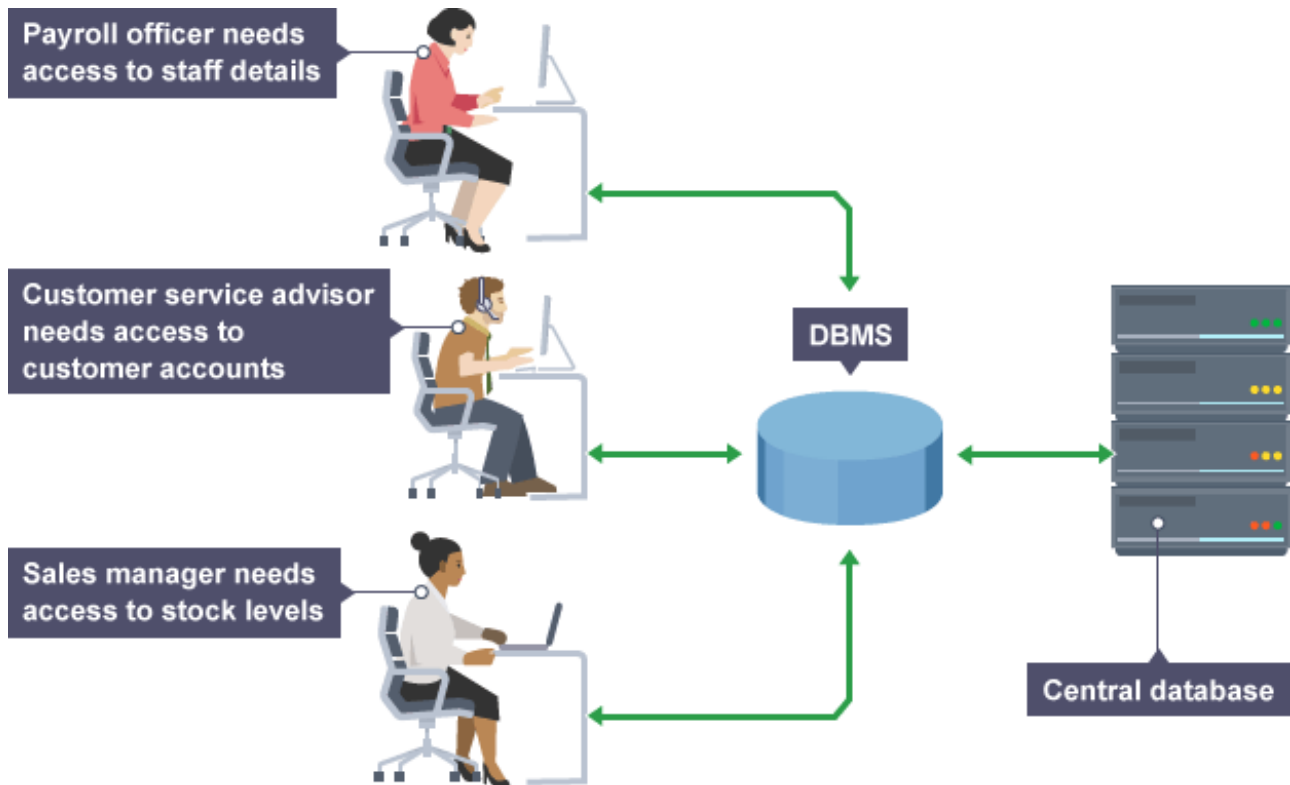 Payroll officer needs
access to staff details
Customer service advisor
needs access to
customer accounts
DBMS
Sales manager needs
access to stock levels
Central database